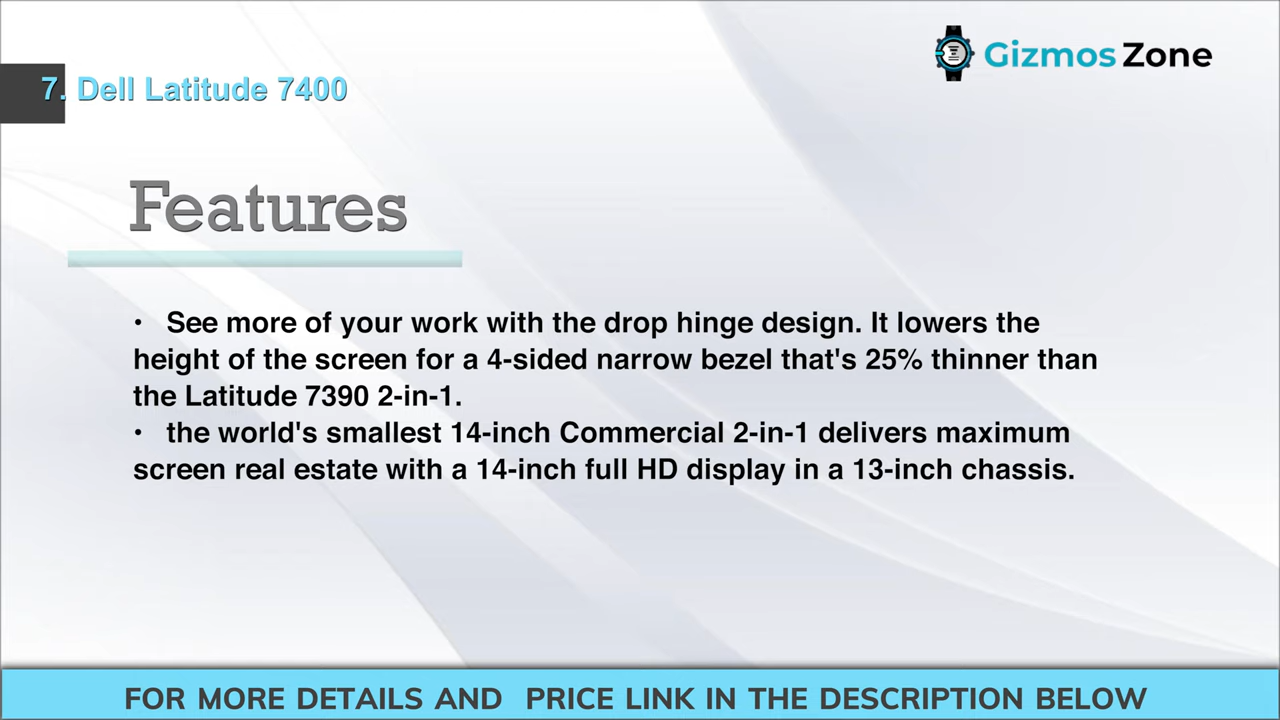 Gizmos Zone
7. Dell Latitude 7400
Features
• See more of your work with the drop hinge design. It lowers the
height of the screen for a 4-sided narrow bezel that's 25% thinner than
the Latitude 7390 2-in-1.
• the world's smallest 14-inch Commercial 2-in-1 delivers maximum
screen real estate with a 14-inch full HD display in a 13-inch chassis.
FOR MORE DETAILS AND PRICE LINK IN THE DESCRIPTION BELOW